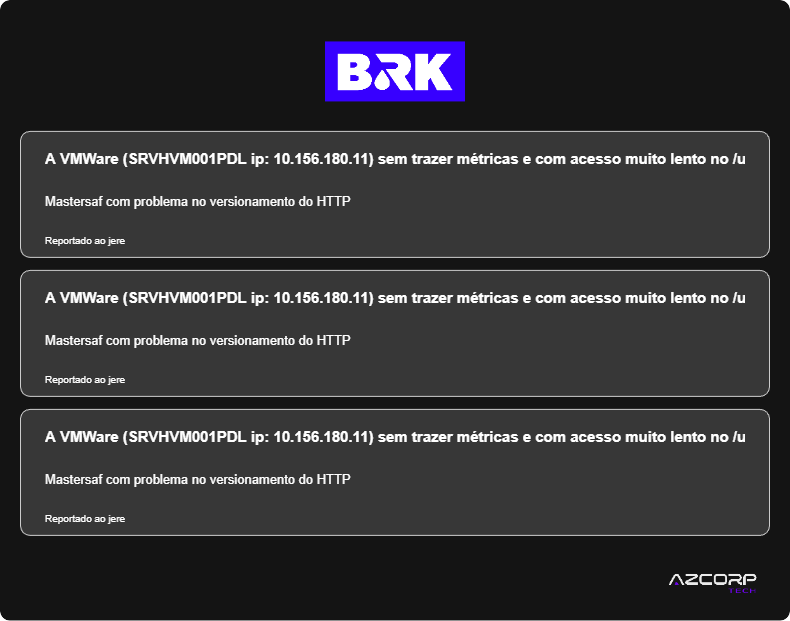 BRK
A VMWare (SRVHVM001PDL ip: 10.156.180.11) sem trazer métricas e com acesso muito lento no /u
Mastersaf com problema no versionamento do HTTP
Reportado ao jere
A VMWare (SRVHVM001PDL ip: 10.156.180.11) sem trazer métricas e com acesso muito lento no /u
Mastersaf com problema no versionamento do HTTP
Reportado ao jere
A VMWare (SRVHVM001PDL ip: 10.156.180.11) sem trazer métricas e com acesso muito lento no /u
Mastersaf com problema no versionamento do HTTP
Reportado ao jere
AZCORP
TECH